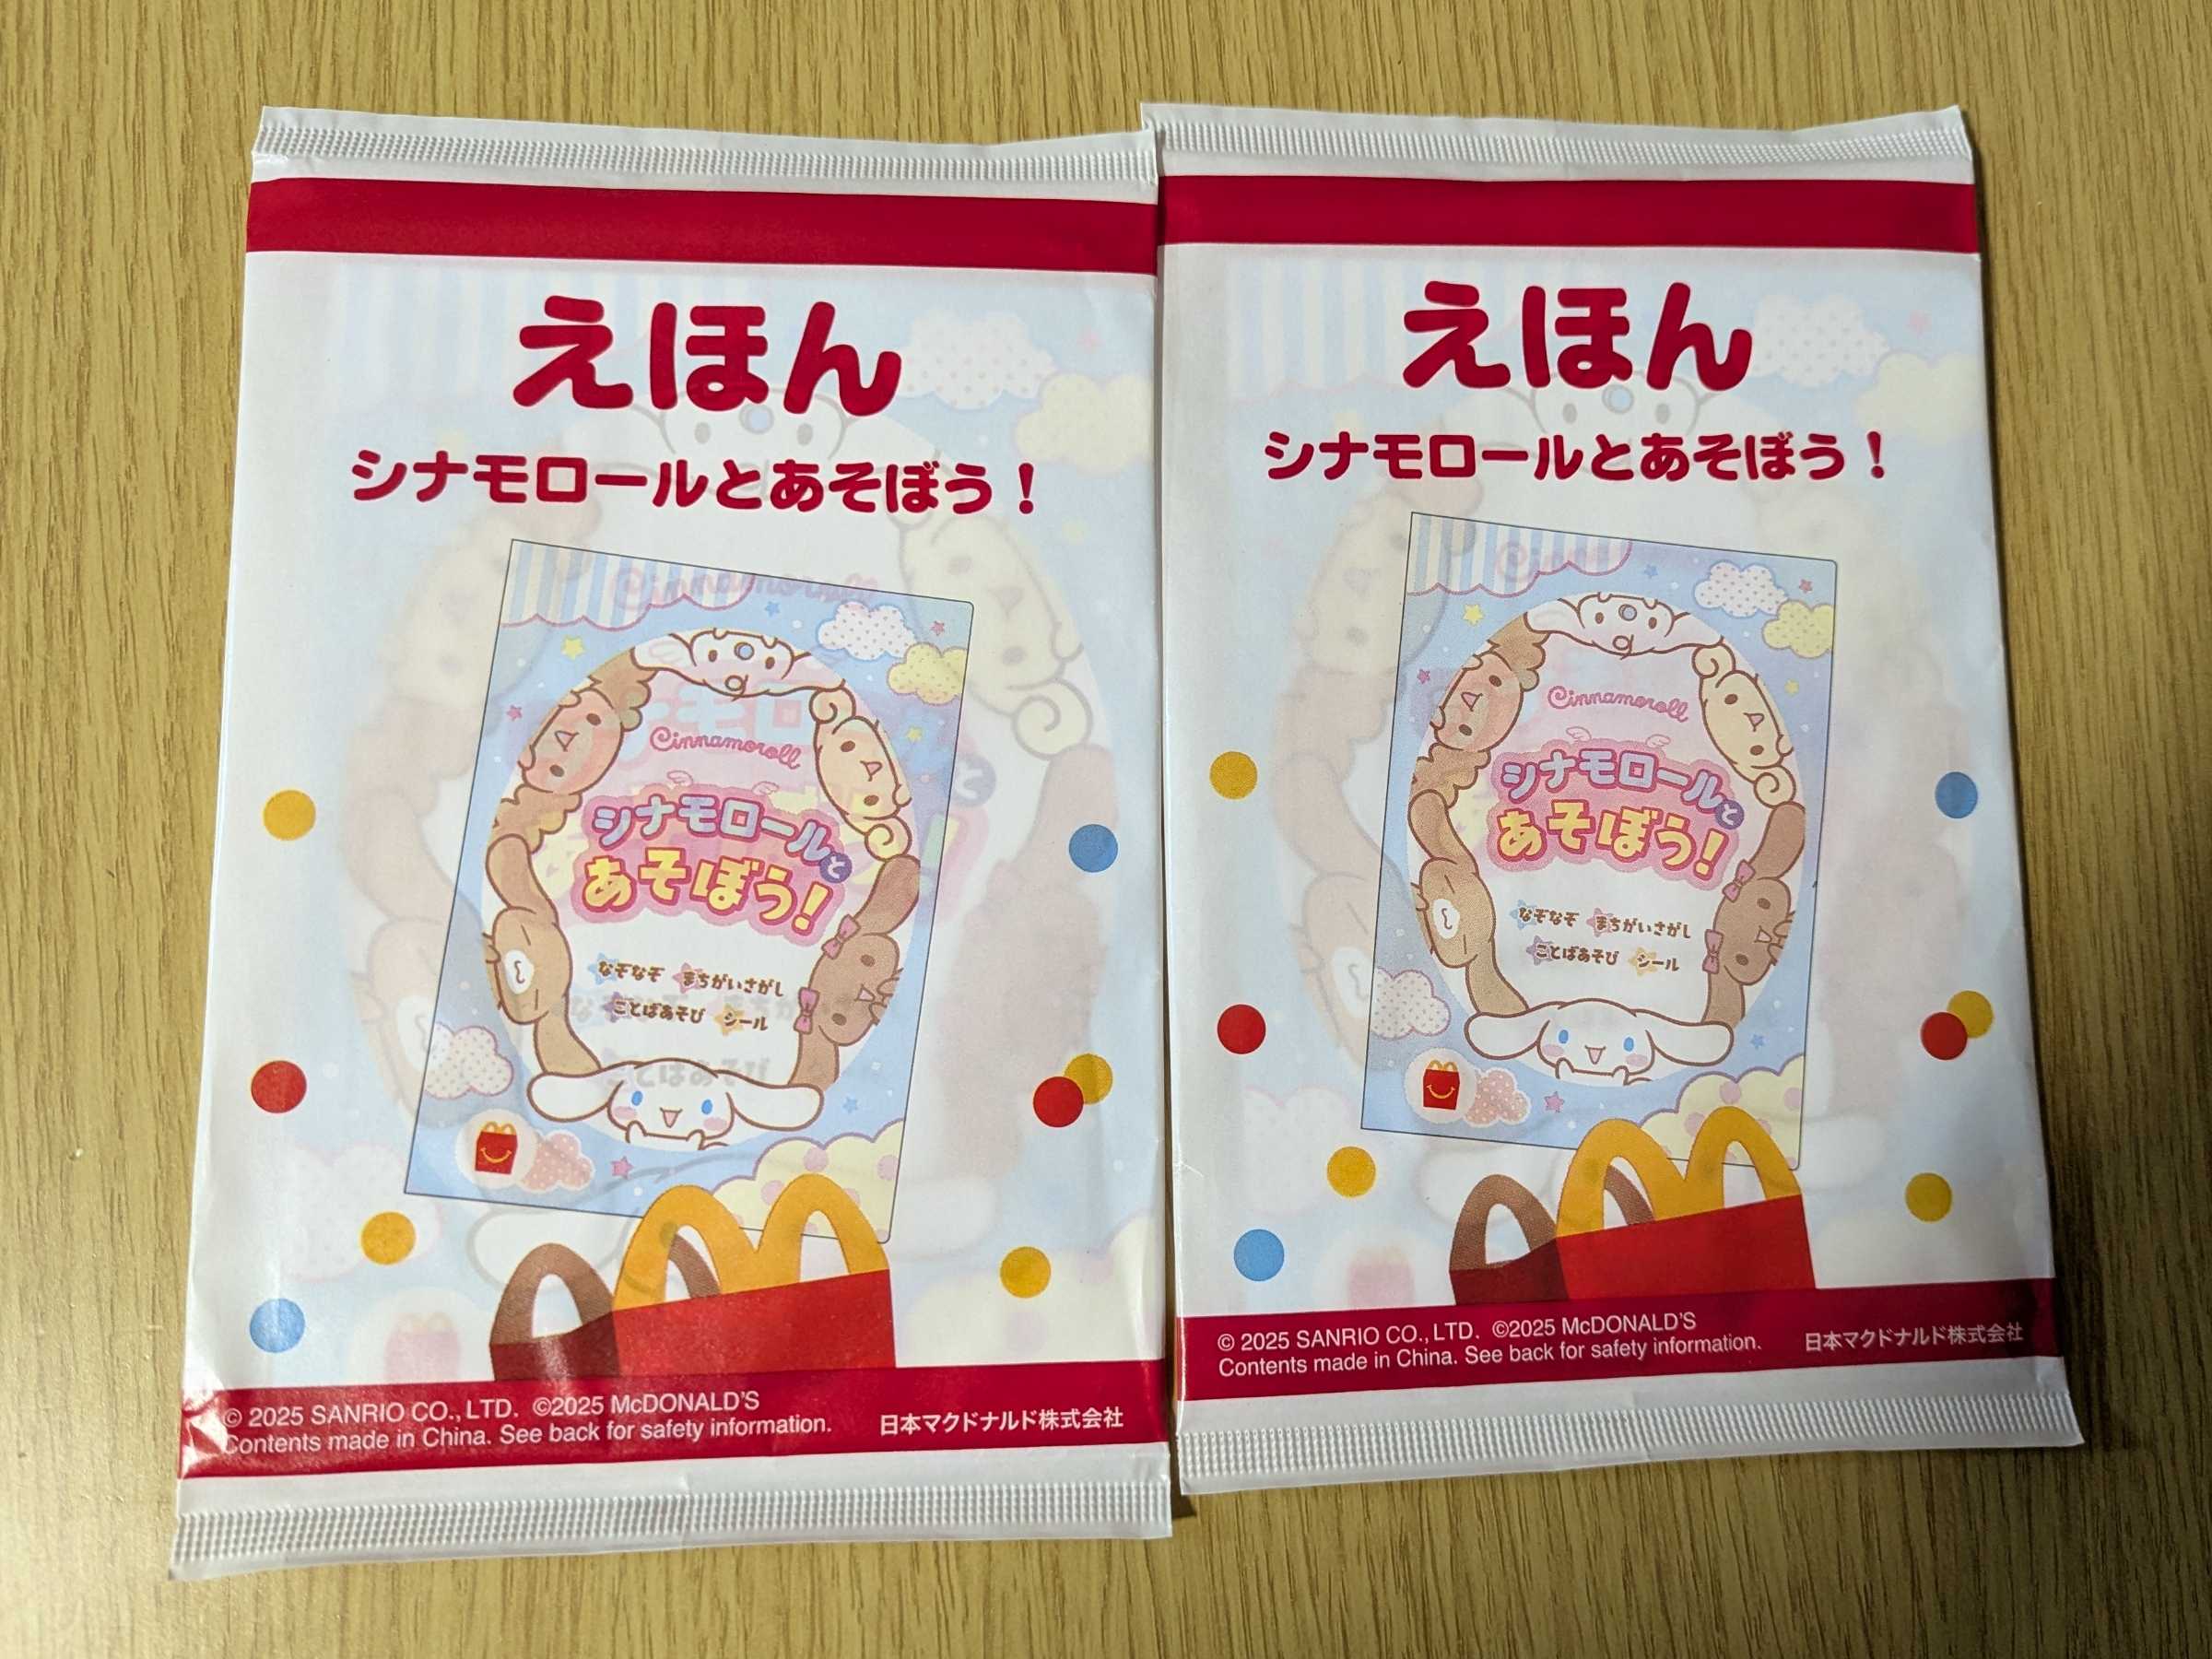 えほん
シナモロールとあそぼう！
Cinnamoroll
シナモロールと
あそぼう！
なぞなぞ まちがいさがし
ことばあそび シール
© 2025 SANRIO CO., LTD. ©2025 McDONALD'S
Contents made in China. See back for safety information.
日本マクドナルド株式会社
えほん
シナモロールとあそぼう！
Cinnamoroll
シナモロールと
あそぼう！
なぞなぞ まちがいさがし
ことばあそび シール
© 2025 SANRIO CO., LTD. ©2025 McDONALD'S
Contents made in China. See back for safety information.
日本マクドナルド株式会社